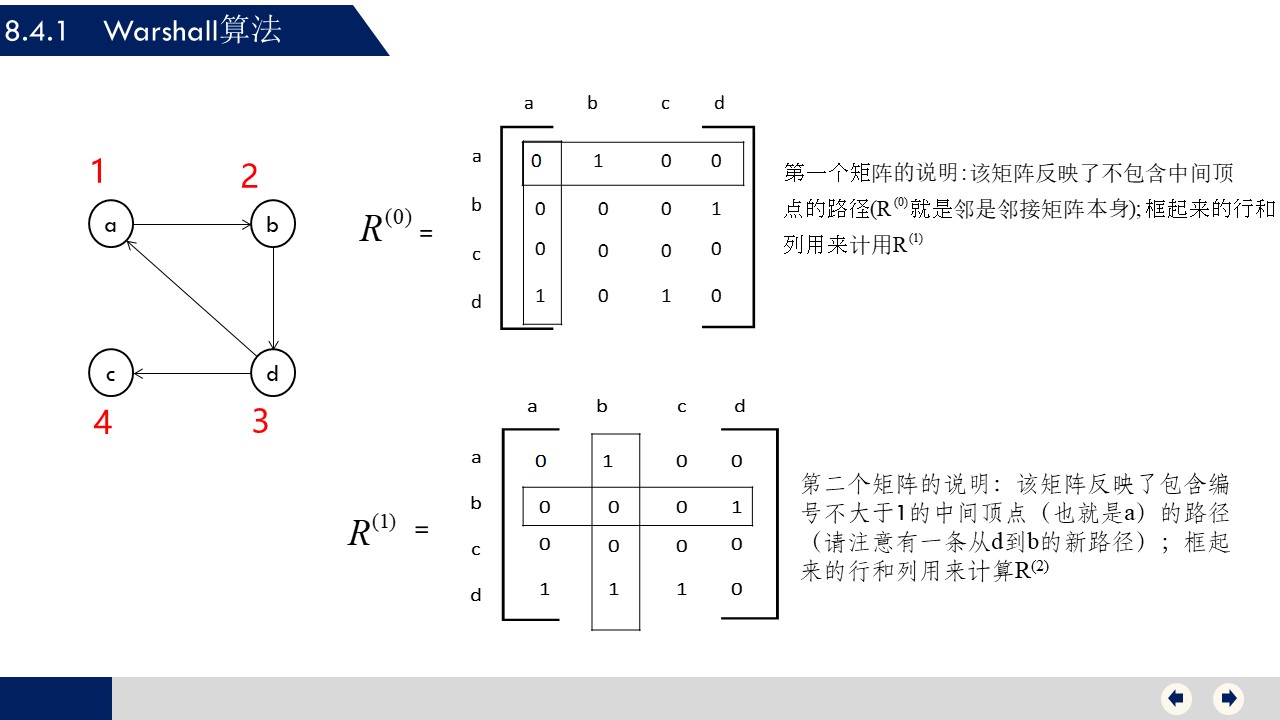 8.4.1 Warshall算法
a b c d
a 0 1 0 0
b 0 0 0 1
c 0 0 0 0
d 1 0 1 0
R(0) =
1 2
a b
c d
4 3
第一个矩阵的说明:该矩阵反映了不包含中间顶
点的路径(R(0)就是邻是邻接矩阵本身);框起来的行和
列用来计用R(1)
a b c d
a 0 1 0 0
b 0 0 0 1
c 0 0 0 0
d 1 1 1 0
R(1) =
第二个矩阵的说明：该矩阵反映了包含编
号不大于1的中间顶点（也就是a）的路径
（请注意有一条从d到b的新路径）；框起
来的行和列用来计算R(2)